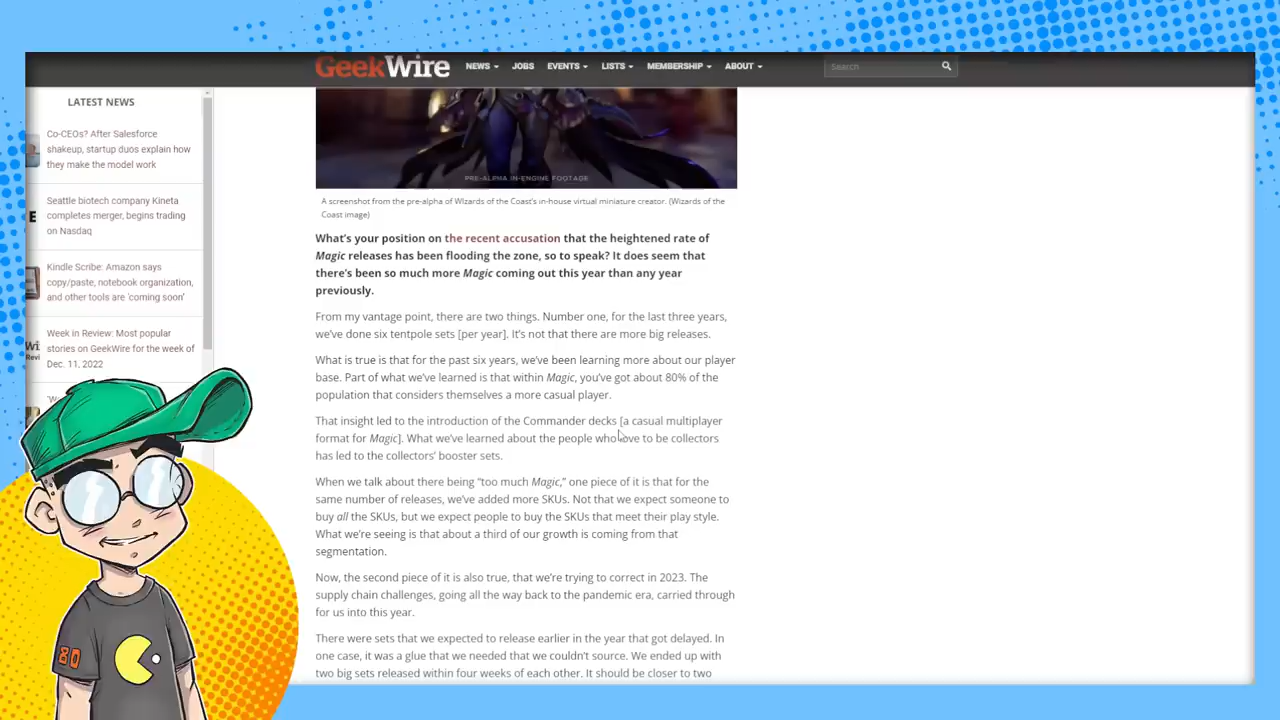 GeekWire
NEWS
JOBS
EVENTS
LISTS
MEMBERSHIP
ABOUT
Search
LATEST NEWS
Co-CEOs? After Salesforce
shakeup, startup duos explain how
they make the model work
Seattle biotech company Kineta
completes merger, begins trading
on Nasdaq
Kindle Scribe: Amazon says
copy/paste, notebook organization,
and other tools are 'coming soon'
Week in Review: Most popular
stories on GeekWire for the week of
Dec. 11, 2022
PRE-ALPHA IN-ENGINE FOOTAGE
A screenshot from the pre-alpha of Wizards of the Coast's in-house virtual miniature creator. (Wizards of the
Coast image)
What's your position on the recent accusation that the heightened rate of
Magic releases has been flooding the zone, so to speak? It does seem that
there's been so much more Magic coming out this year than any year
previously.
From my vantage point, there are two things. Number one, for the last three years,
we've done six tentpole sets [per year]. It's not that there are more big releases.
What is true is that for the past six years, we've been learning more about our player
base. Part of what we've learned is that within Magic, you've got about 80% of the
population that considers themselves a more casual player.
That insight led to the introduction of the Commander decks [a casual multiplayer
format for Magic]. What we've learned about the people who love to be collectors
has led to the collectors' booster sets.
When we talk about there being "too much Magic," one piece of it is that for the
same number of releases, we've added more SKUs. Not that we expect someone to
buy all the SKUs, but we expect people to buy the SKUs that meet their play style.
What we're seeing is that about a third of our growth is coming from that
segmentation.
Now, the second piece of it is also true, that we're trying to correct in 2023. The
supply chain challenges, going all the way back to the pandemic era, carried through
for us into this year.
There were sets that we expected to release earlier in the year that got delayed. In
one case, it was a glue that we needed that we couldn't source. We ended up with
two big sets released within four weeks of each other. It should be closer to two
80